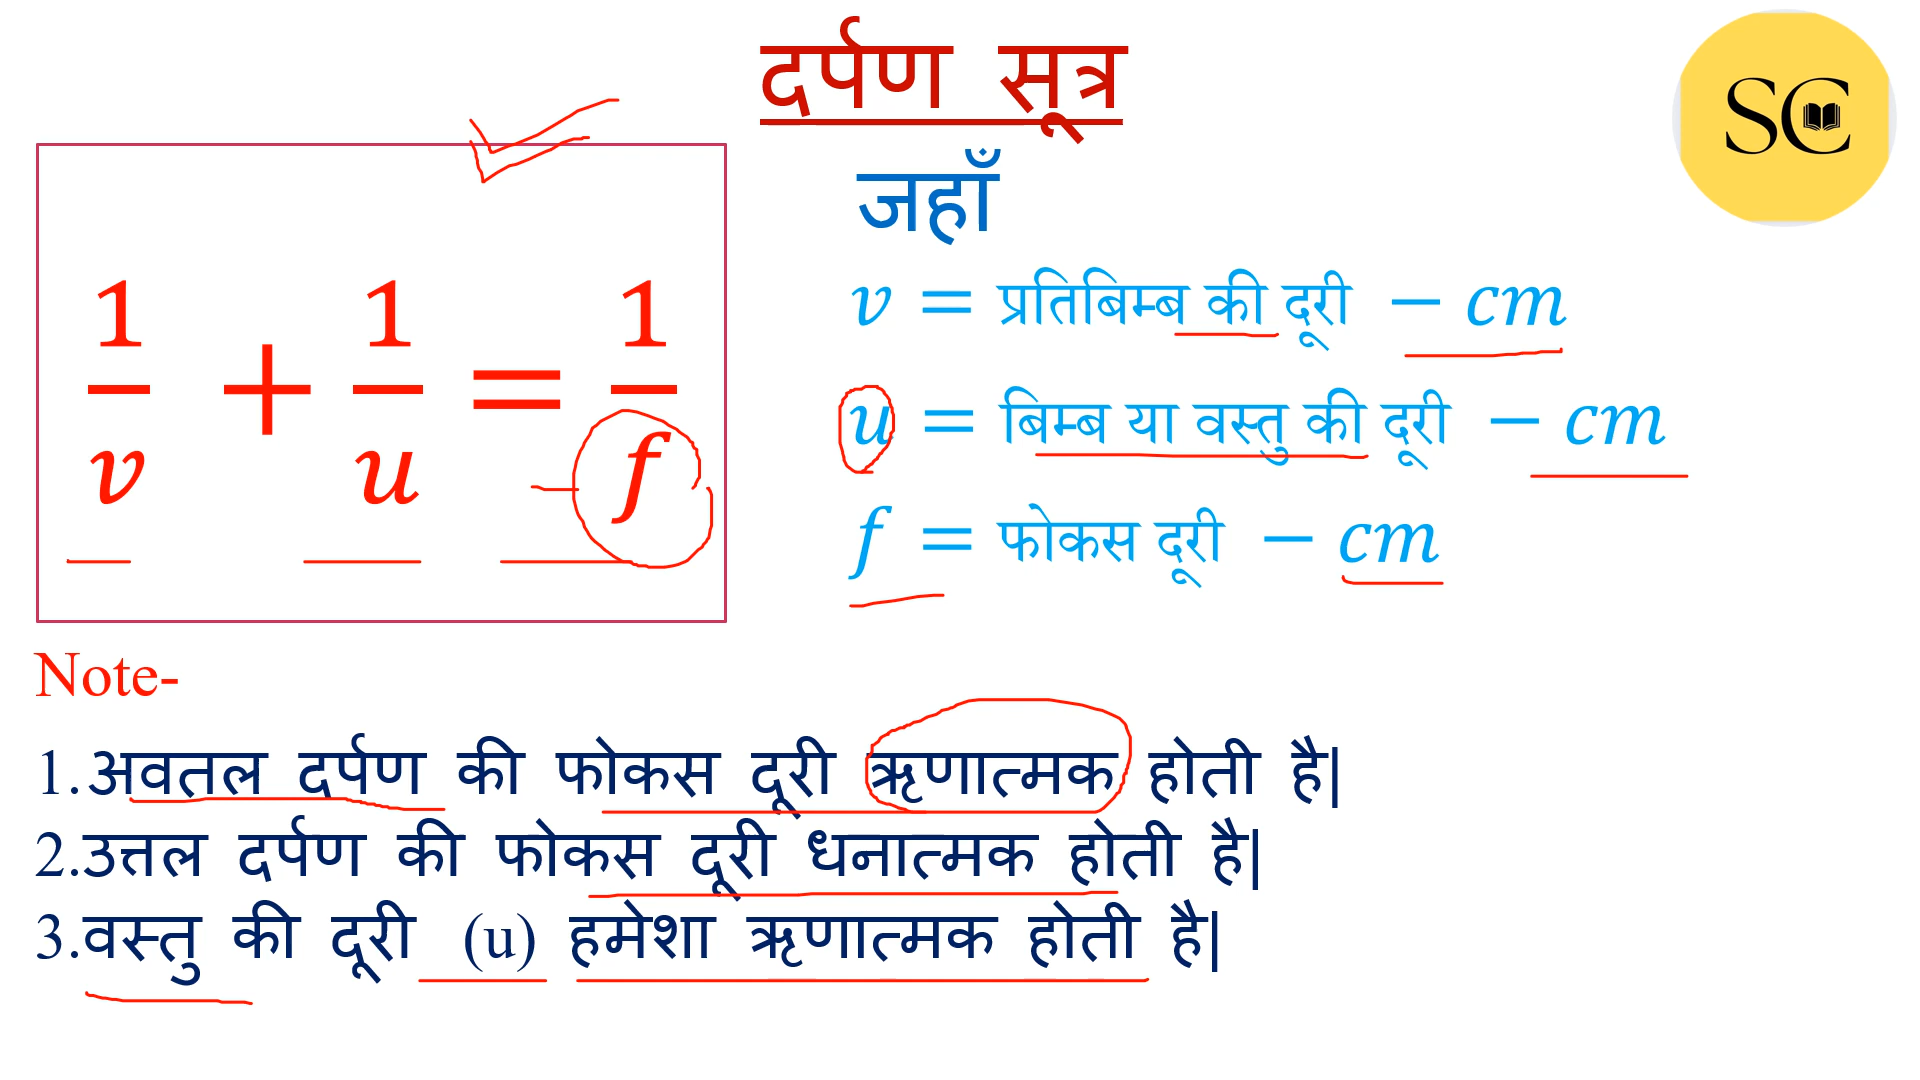 दर्पण सूत्र
SC
जहाँ
1/v + 1/u = 1/f
v = प्रतिबिम्ब की दूरी − cm
u = बिम्ब या वस्तु की दूरी − cm
f = फोकस दूरी − cm
Note-
1.अवतल दर्पण की फोकस दूरी ऋणात्मक होती है|
2.उत्तल दर्पण की फोकस दूरी धनात्मक होती है|
3.वस्तु की दूरी (u) हमेशा ऋणात्मक होती है|